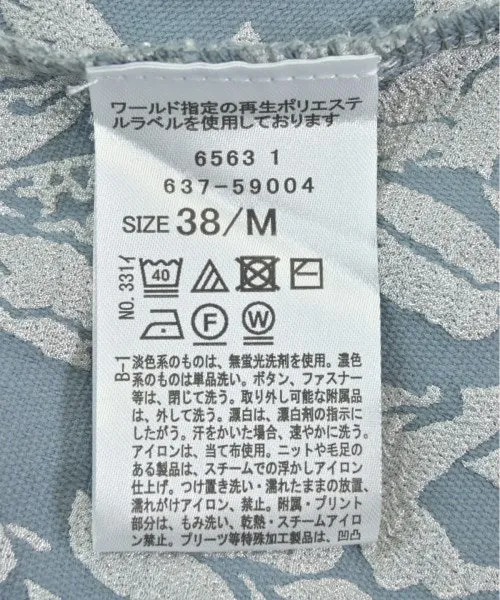 ワールド指定の再生ポリエステ
ルラベルを使用しております
6563 1
637-59004
SIZE 38/M
NO. 331イ
40
F W
B-1
淡色系のものは、無蛍光洗剤を使用。濃色
系のものは単品洗い。ボタン、ファスナー
等は、閉じて洗う。取り外し可能な附属品
は、外して洗う。漂白は、漂白剤の指示に
したがう。汗をかいた場合、速やかに洗う。
アイロンは、当て布使用。ニットや毛足の
ある製品は、スチームでの浮かしアイロン
仕上げ。つけ置き洗い・濡れたままの放置、
濡れがけアイロン、禁止。附属・プリント
部分は、もみ洗い、乾熱・スチームアイロ
ン禁止。プリーツ等特殊加工製品は、凹凸